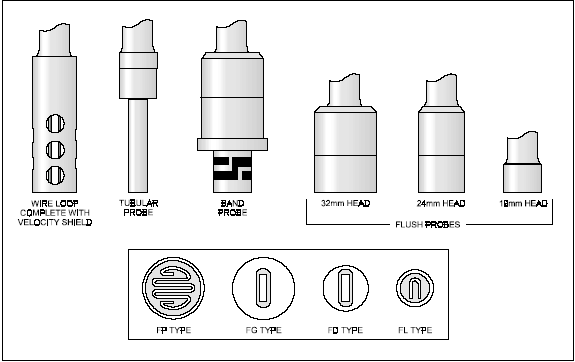 WIRE LOOP
COMPLETE WITH
VELOCITY SHIELD
TUBULAR
PROBE
BAND
PROBE
32mm HEAD
24mm HEAD
16mm HEAD
FLUSH PROBES
FP TYPE
FG TYPE
FD TYPE
FL TYPE